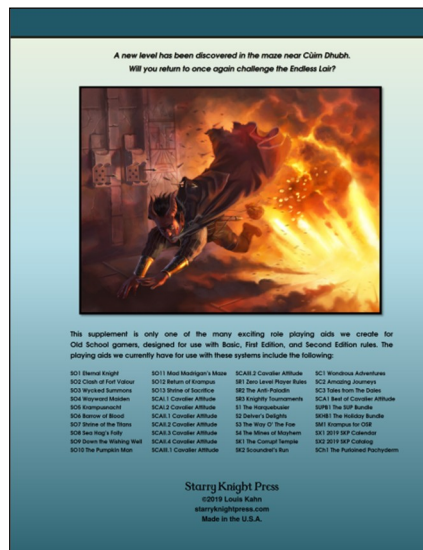 A new level has been discovered in the maze near Cùim Dhubh.
Will you return to once again challenge the Endless Lair?
This supplement is only one of the many exciting role playing aids we create for
Old School gamers, designed for use with Basic, First Edition, and Second Edition rules. The
playing aids we currently have for use with these systems include the following:
SO1 Eternal Knight
SO2 Clash at Fort Valour
SO3 Wycked Summons
SO4 Wayward Maiden
SO5 Krampusnacht
SO6 Barrow of Blood
SO7 Shrine of the Titans
SO8 Sea Hag's Folly
SO9 Down the Wishing Well
SO10 The Pumpkin Man
SO11 Mad Madrigan's Maze
SO12 Return of Krampus
SO13 Shrine of Sacrifice
SCAI.1 Cavalier Attitude
SCAI.2 Cavalier Attitude
SCAII.1 Cavalier Attitude
SCAII.2 Cavalier Attitude
SCAII.3 Cavalier Attitude
SCAII.4 Cavalier Attitude
SCAIII.1 Cavalier Attitude
SCAIII.2 Cavalier Attitude
SR1 Zero Level Player Rules
SR2 The Anti-Paladin
SR3 Knightly Tournaments
S1 The Harquebusier
S2 Delver's Delights
S3 The Way O' The Fae
S4 The Mines of Mayhem
SK1 The Corrupt Temple
SK2 Scoundrel's Run
SC1 Wondrous Adventures
SC2 Amazing Journeys
SC3 Tales from The Dales
SCA1 Best of Cavalier Attitude
SUPB1 The SUP Bundle
SKHB1 The Holiday Bundle
SM1 Krampus for OSR
SX1 2019 SKP Calendar
SX2 2019 SKP Catalog
SCh1 The Purloined Pachyderm
Starry Knight Press
©2019 Louis Kahn
starryknightpress.com
Made in the U.S.A.